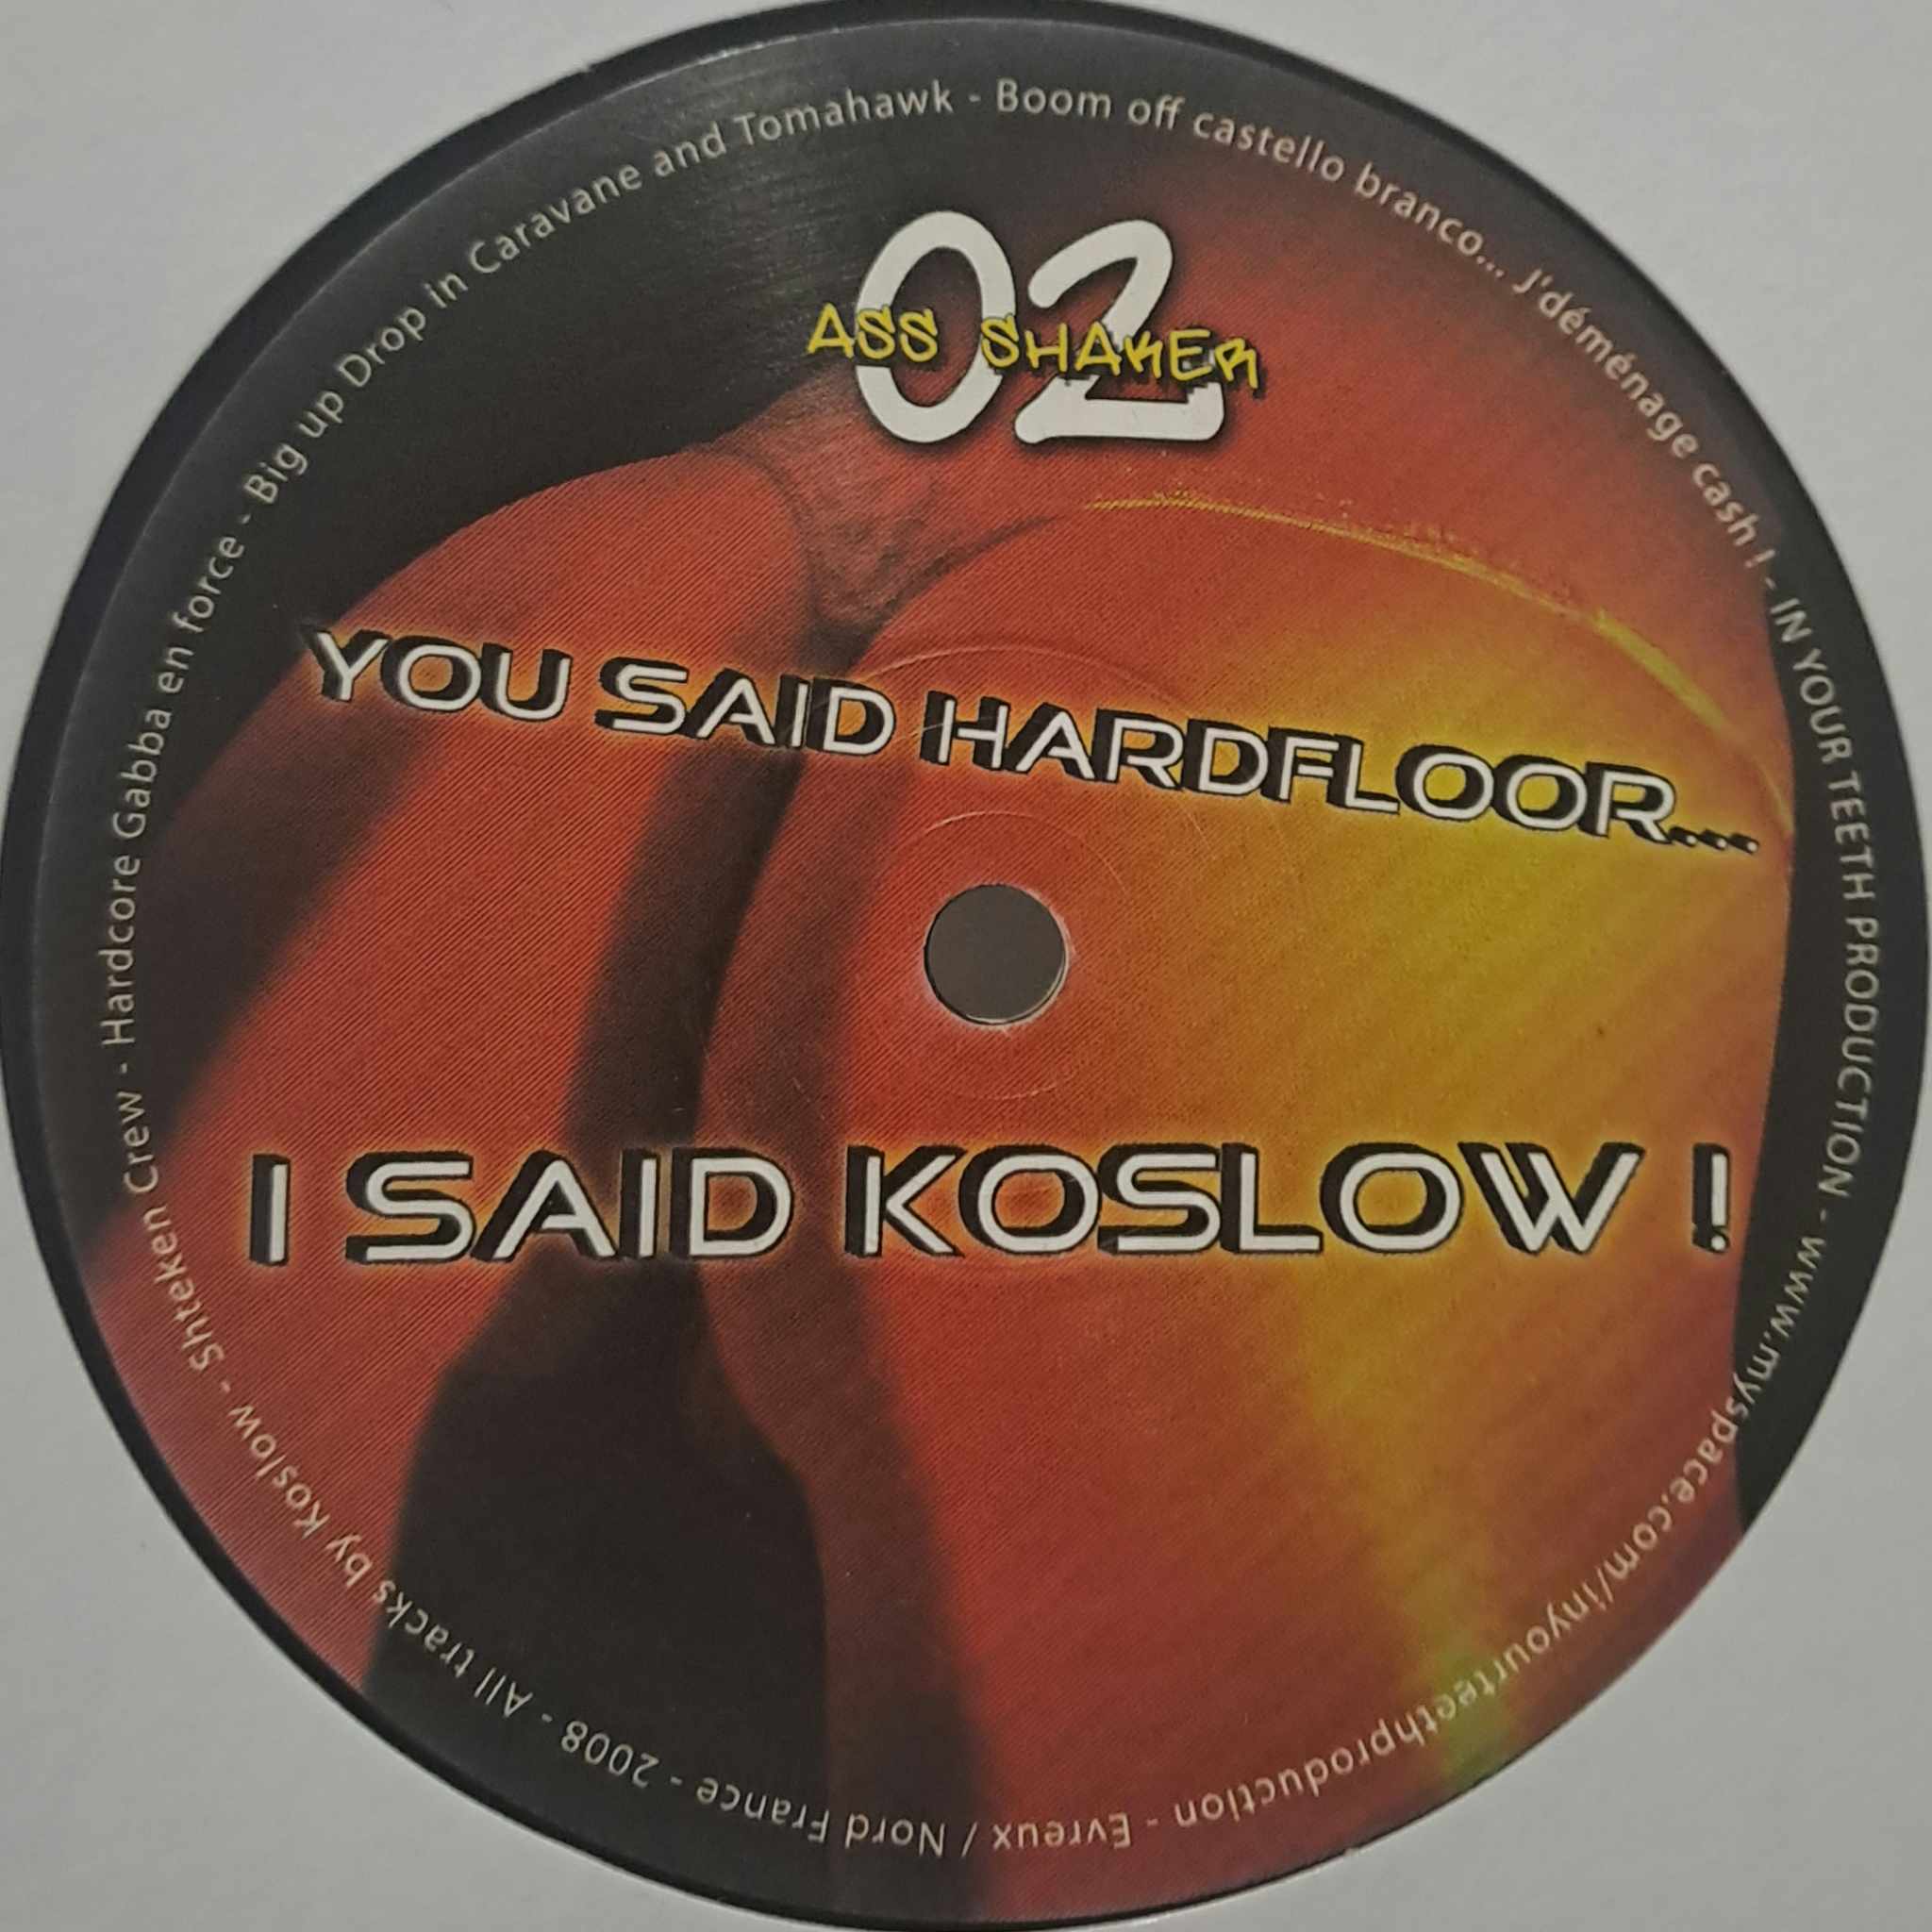 02
ASS SHAKER
YOU SAID HARDFLOOR...
I SAID KOSLOW !
IN YOUR TEETH PRODUCTION - www.myspace.com/inyourteethproduction - Evreux / Nord France - 2008 - All tracks by Koslow - Shteken Crew - Hardcore Gabba en force - Big up Drop in Caravane and Tomahawk - Boom off castello branco... J'déménage cash ! -